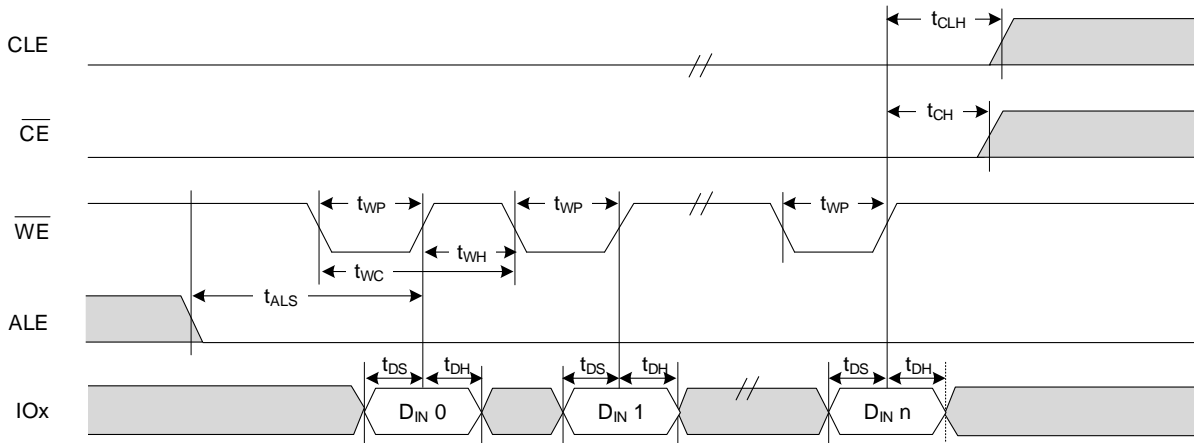 CLE
tCLH
CE
tCH
WE
tWP
tWP
tWP
tWH
tWC
ALE
tALS
IOx
tDS
tDH
tDS
tDH
tDS
tDH
DIN 0
DIN 1
DIN n